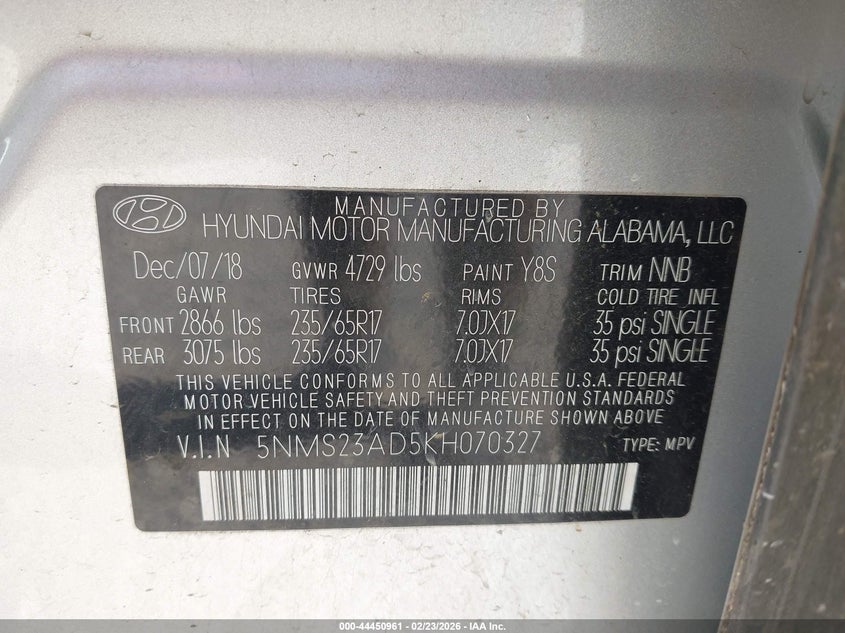 MANUFACTURED BY
HYUNDAI MOTOR MANUFACTURING ALABAMA, LLC
Dec/07/18 GVWR 4729 lbs PAINT Y8S TRIM NNB
GAWR TIRES RIMS COLD TIRE INFL
FRONT 2866 lbs 235/65R17 7.0JX17 35 psi SINGLE
REAR 3075 lbs 235/65R17 7.0JX17 35 psi SINGLE
THIS VEHICLE CONFORMS TO ALL APPLICABLE U.S.A. FEDERAL
MOTOR VEHICLE SAFETY AND THEFT PREVENTION STANDARDS
IN EFFECT ON THE DATE OF MANUFACTURE SHOWN ABOVE.
V.I.N 5NMS23AD5KH070327 TYPE: MPV
000-44450961 - 02/23/2026 - IAA Inc.